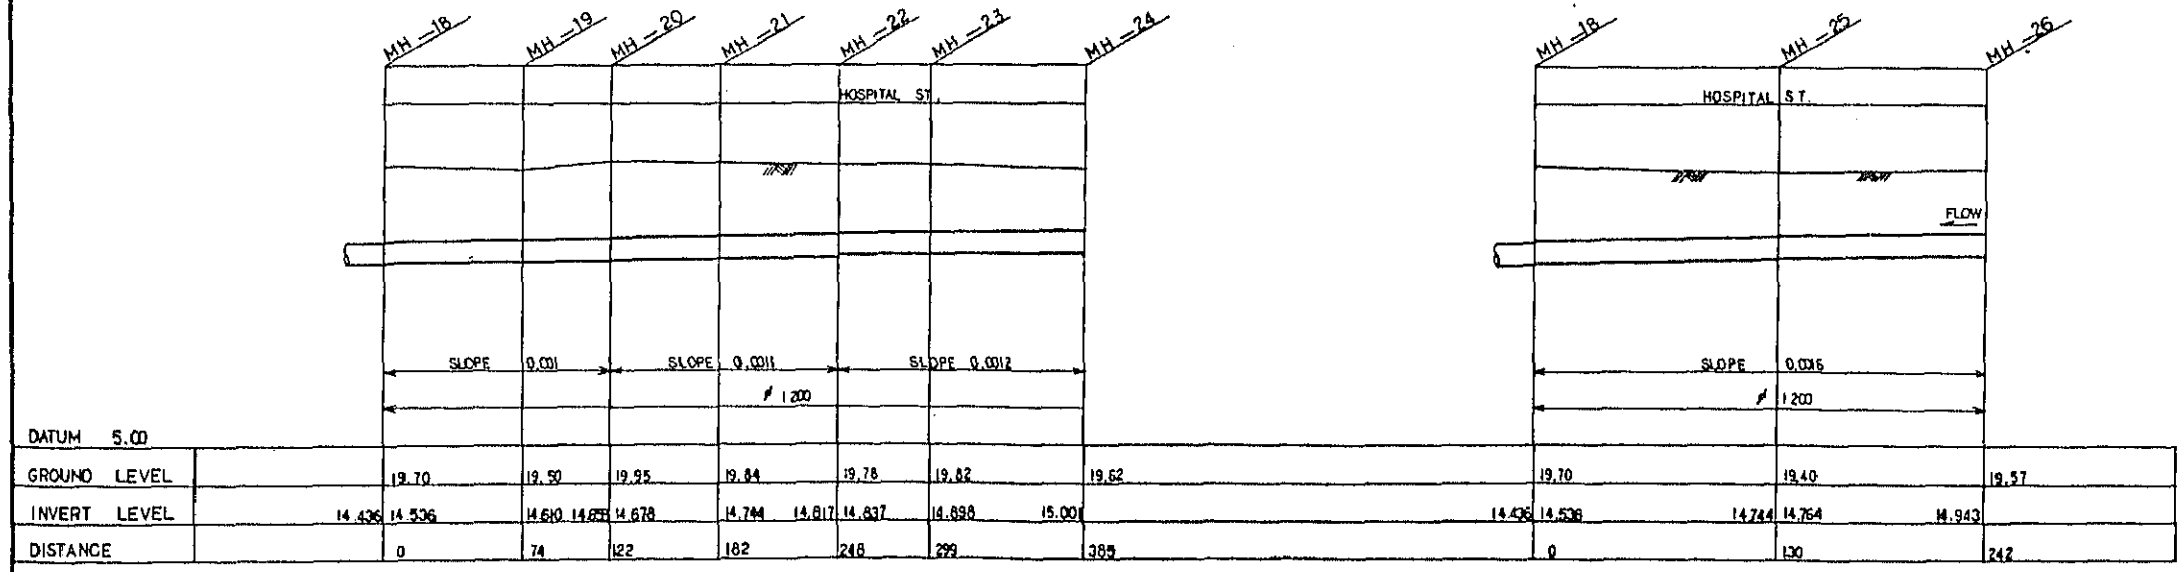 MH-18 MH-19 MH-20 MH-21 MH-22 MH-23 MH-24 MH-18 MH-25 MH-26
HOSPITAL ST. HOSPITAL ST.
FLOW
SLOPE 0.001 SLOPE 0.0011 SLOPE 0.0012 SLOPE 0.0016
ø 1200 ø 1200
DATUM 5.00
GROUND LEVEL 19.70 19.50 19.95 19.84 19.78 19.82 19.62 19.70 19.40 19.57
INVERT LEVEL 14.436 14.536 14.610 14.658 14.678 14.744 14.817 14.837 14.898 15.001 14.436 14.536 14.744 14.764 14.943
DISTANCE 0 74 122 182 248 299 385 0 130 242